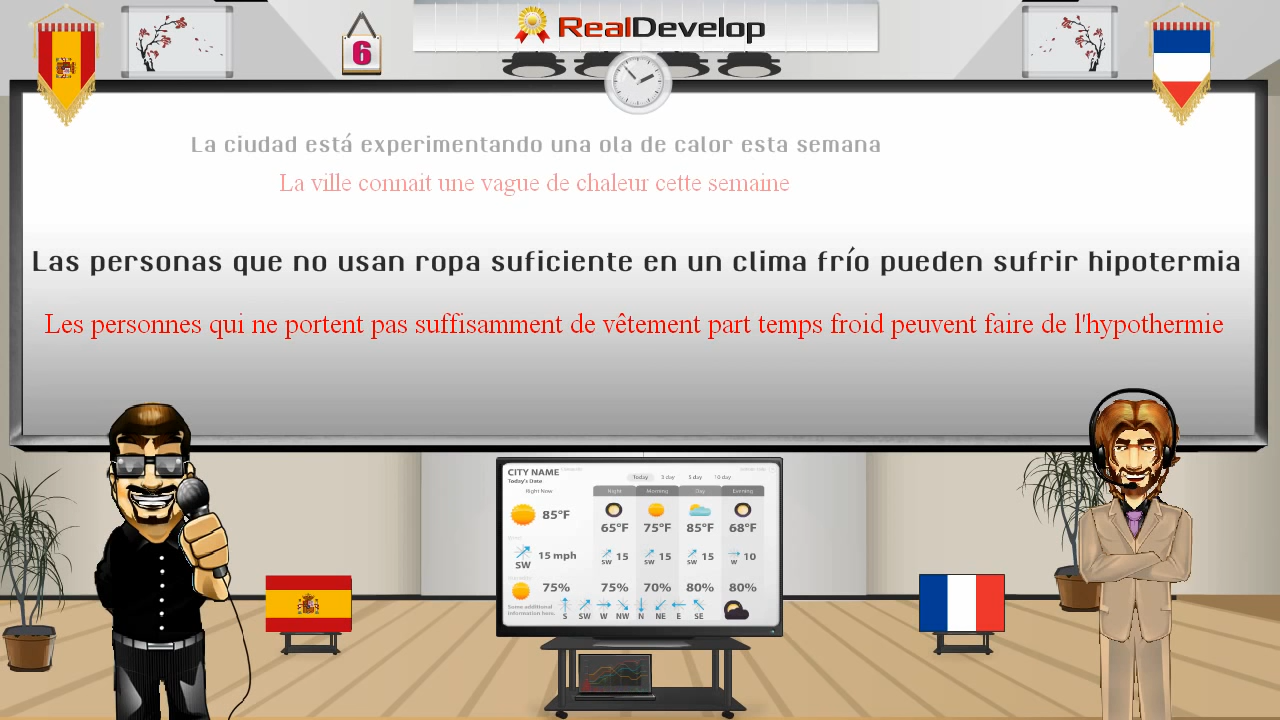 RealDevelop
6
La ciudad está experimentando una ola de calor esta semana
La ville connait une vague de chaleur cette semaine
Las personas que no usan ropa suficiente en un clima frío pueden sufrir hipotermia
Les personnes qui ne portent pas suffisamment de vêtement part temps froid peuvent faire de l'hypothermie
CITY NAME
Today's Date
Today 3 day 5 day 10 day
Right Now
Night Morning Day Evening
85°F
65°F 75°F 85°F 68°F
15 mph
SW
15 15 15 10
SW SW SW W
75%
75% 70% 80% 80%
Some additional
information here.
S SW W NW N NE E SE